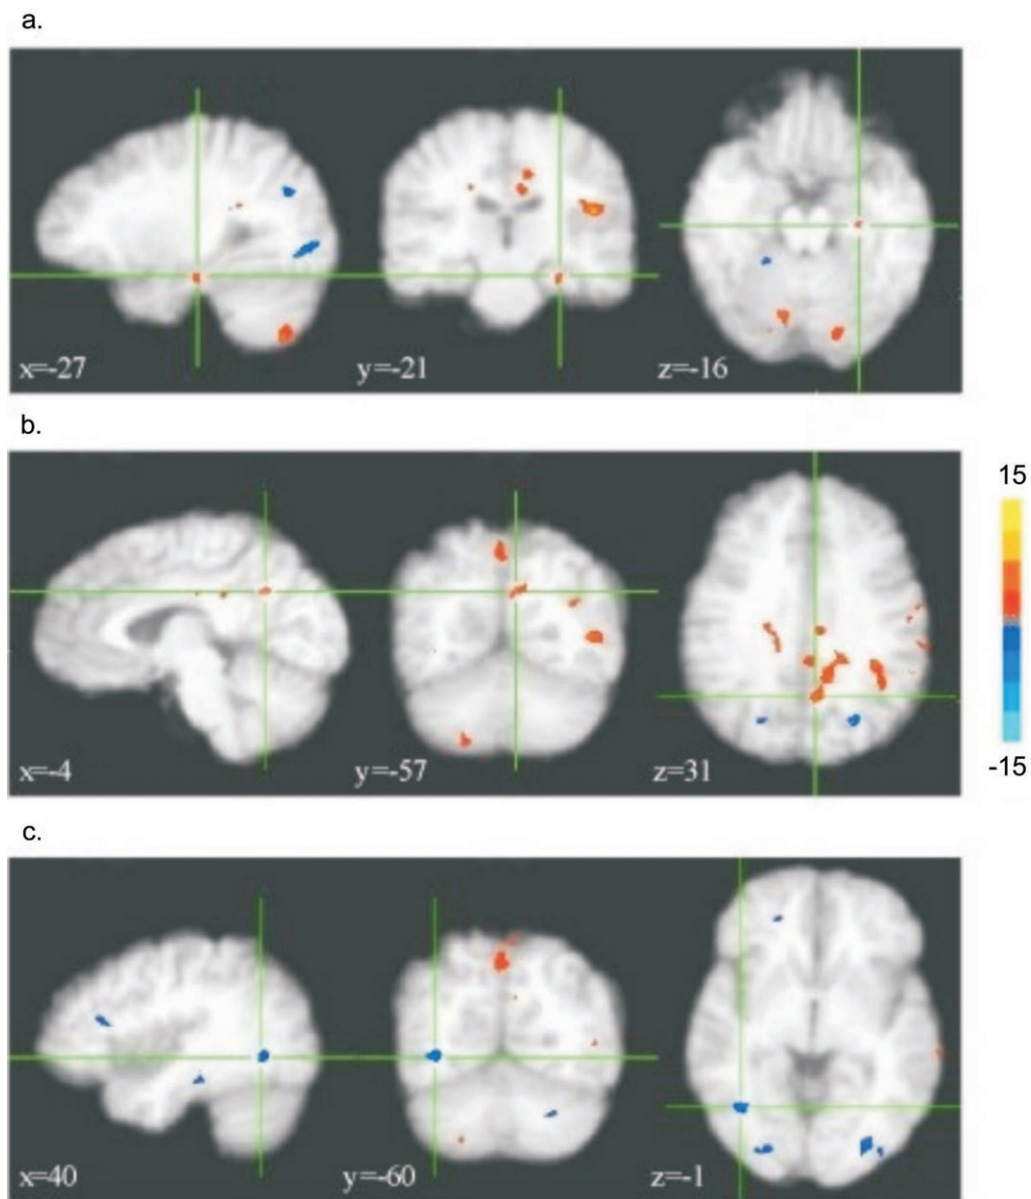 a.
x=-27
y=-21
z=-16
b.
15
x=-4
y=-57
z=31
-15
c.
x=40
y=-60
z=-1